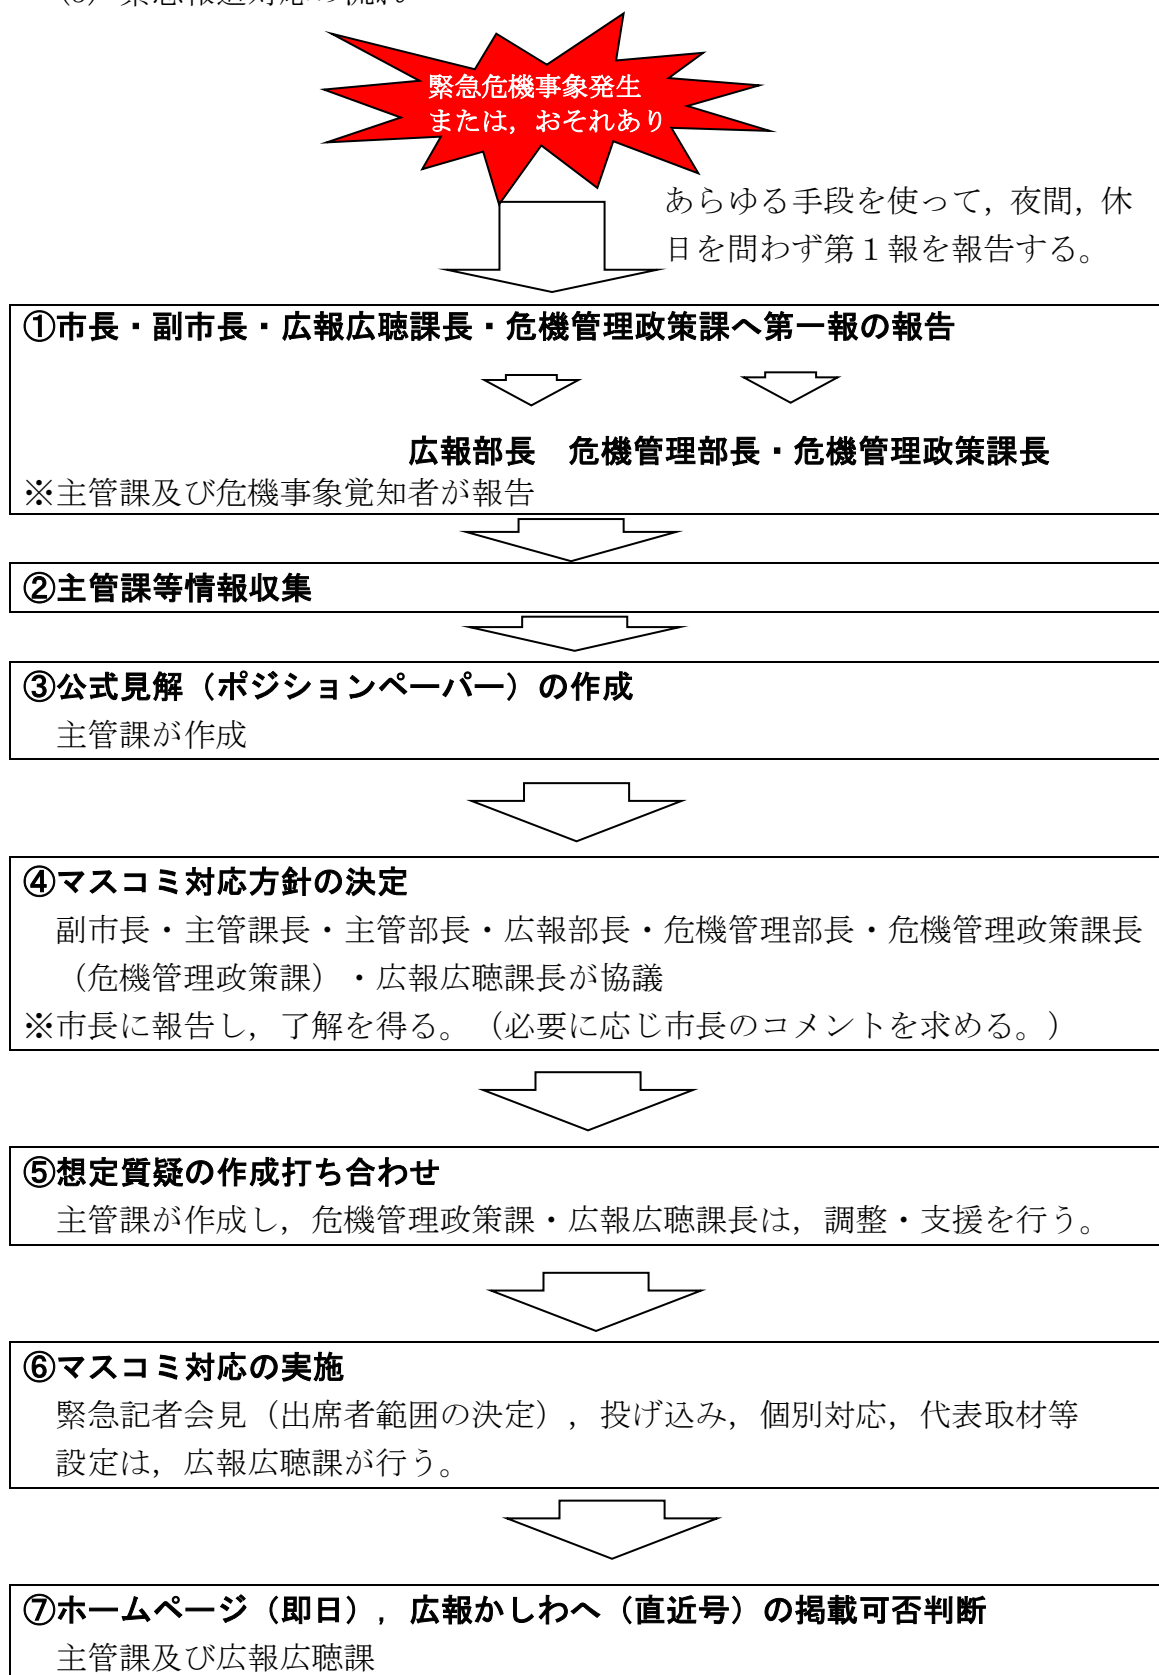 緊急危機事象発生
または，おそれあり
あらゆる手段を使って，夜間，休
日を問わず第１報を報告する。
①市長・副市長・広報広聴課長・危機管理政策課へ第一報の報告
広報部長　危機管理部長・危機管理政策課長
※主管課及び危機事象覚知者が報告
②主管課等情報収集
③公式見解（ポジションペーパー）の作成
主管課が作成
④マスコミ対応方針の決定
副市長・主管課長・主管部長・広報部長・危機管理部長・危機管理政策課長
（危機管理政策課）・広報広聴課長が協議
※市長に報告し，了解を得る。（必要に応じ市長のコメントを求める。）
⑤想定質疑の作成打ち合わせ
主管課が作成し，危機管理政策課・広報広聴課長は，調整・支援を行う。
⑥マスコミ対応の実施
緊急記者会見（出席者範囲の決定），投げ込み，個別対応，代表取材等
設定は，広報広聴課が行う。
⑦ホームページ（即日），広報かしわへ（直近号）の掲載可否判断
主管課及び広報広聴課